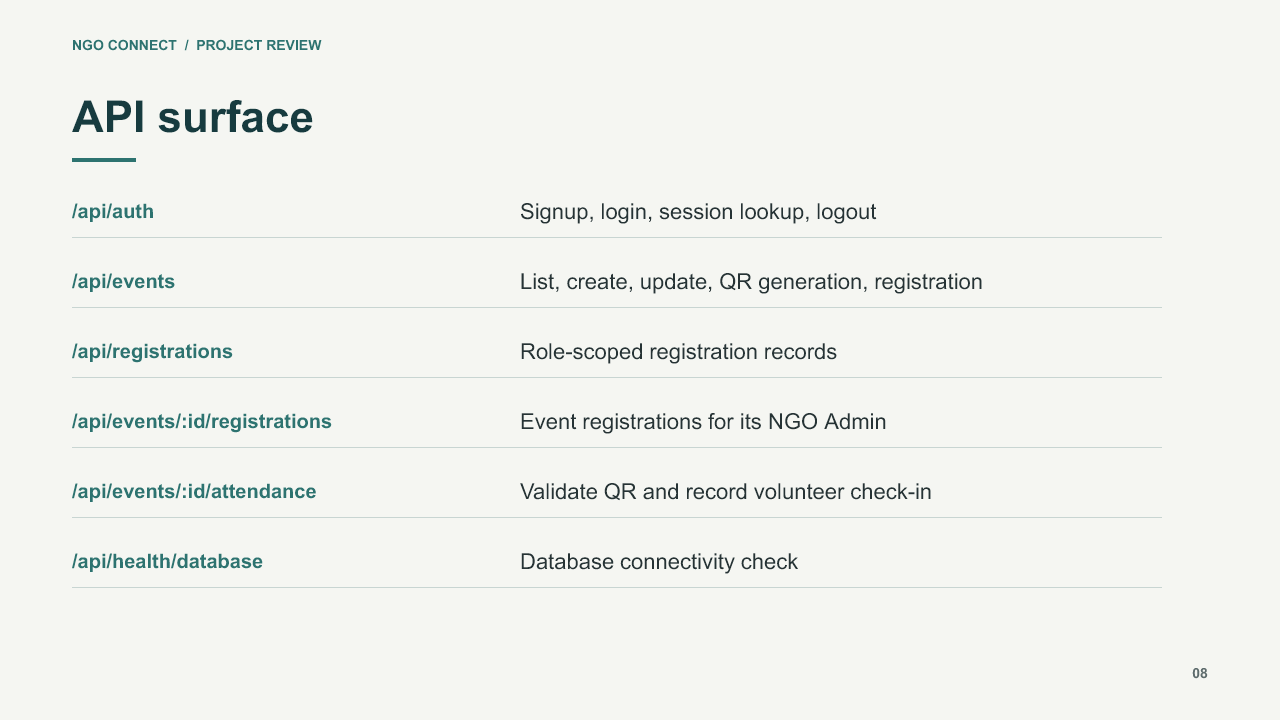 NGO CONNECT / PROJECT REVIEW
API surface
/api/auth Signup, login, session lookup, logout
/api/events List, create, update, QR generation, registration
/api/registrations Role-scoped registration records
/api/events/:id/registrations Event registrations for its NGO Admin
/api/events/:id/attendance Validate QR and record volunteer check-in
/api/health/database Database connectivity check
08